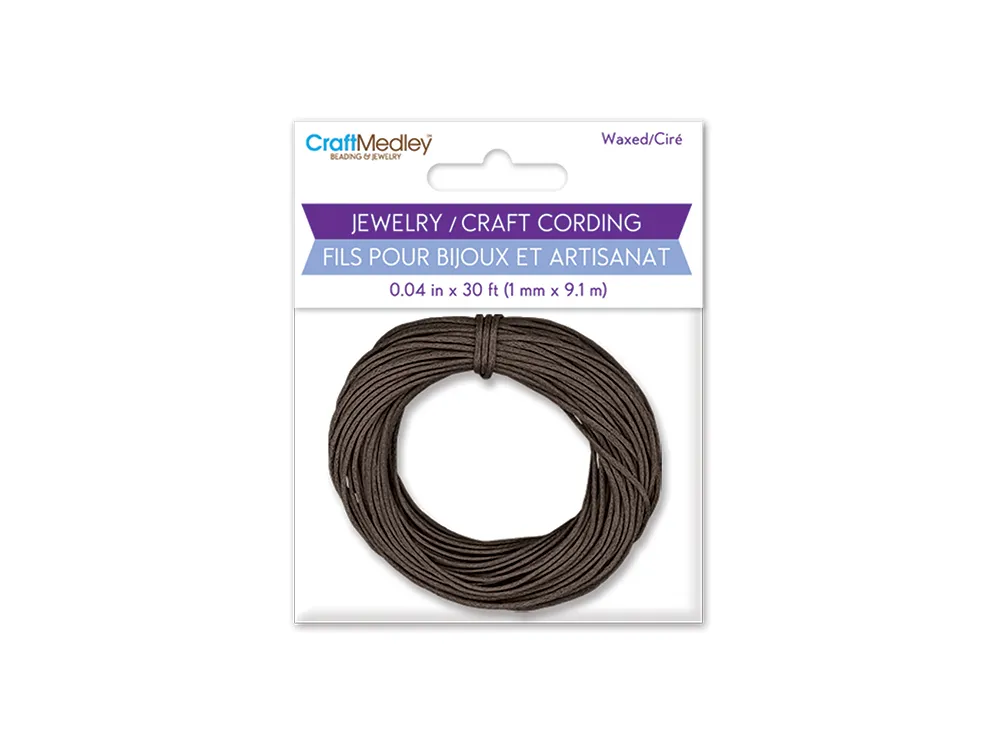 CraftMedley™
BEADING & JEWELRY
Waxed/Ciré
JEWELRY / CRAFT CORDING
FILS POUR BIJOUX ET ARTISANAT
0.04 in x 30 ft (1 mm x 9.1 m)